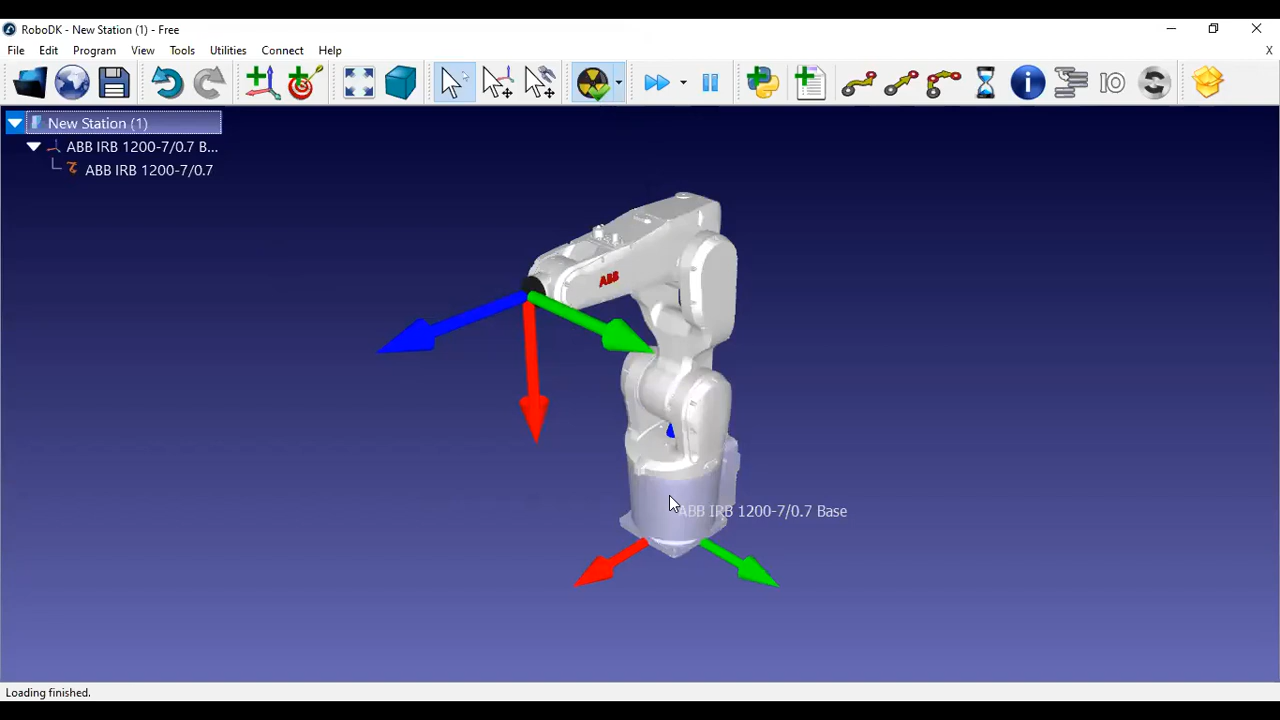 RoboDK - New Station (1) - Free
File Edit Program View Tools Utilities Connect Help X
IO
New Station (1)
ABB IRB 1200-7/0.7 B...
ABB IRB 1200-7/0.7
ABB
ABB IRB 1200-7/0.7 Base
Loading finished.